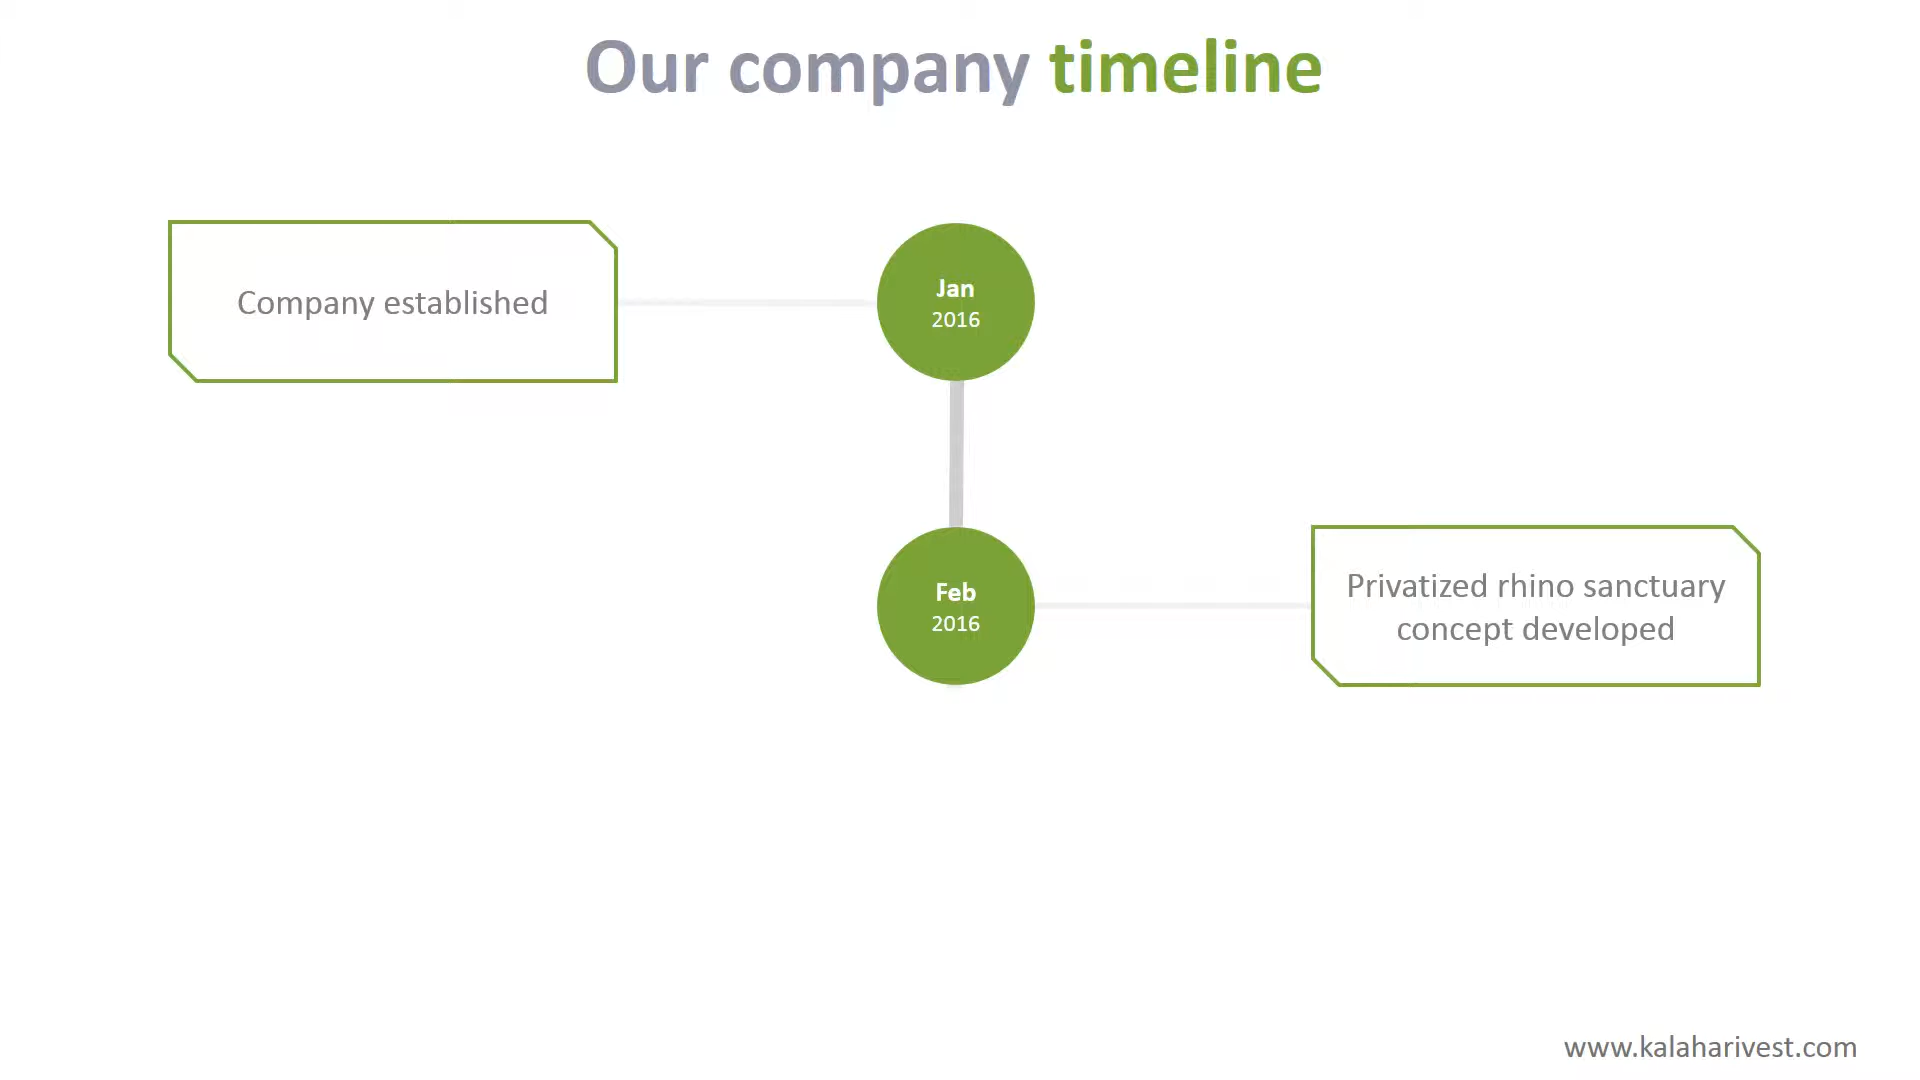 Our company timeline
Company established
Jan
2016
Feb
2016
Privatized rhino sanctuary
concept developed
www.kalaharivest.com